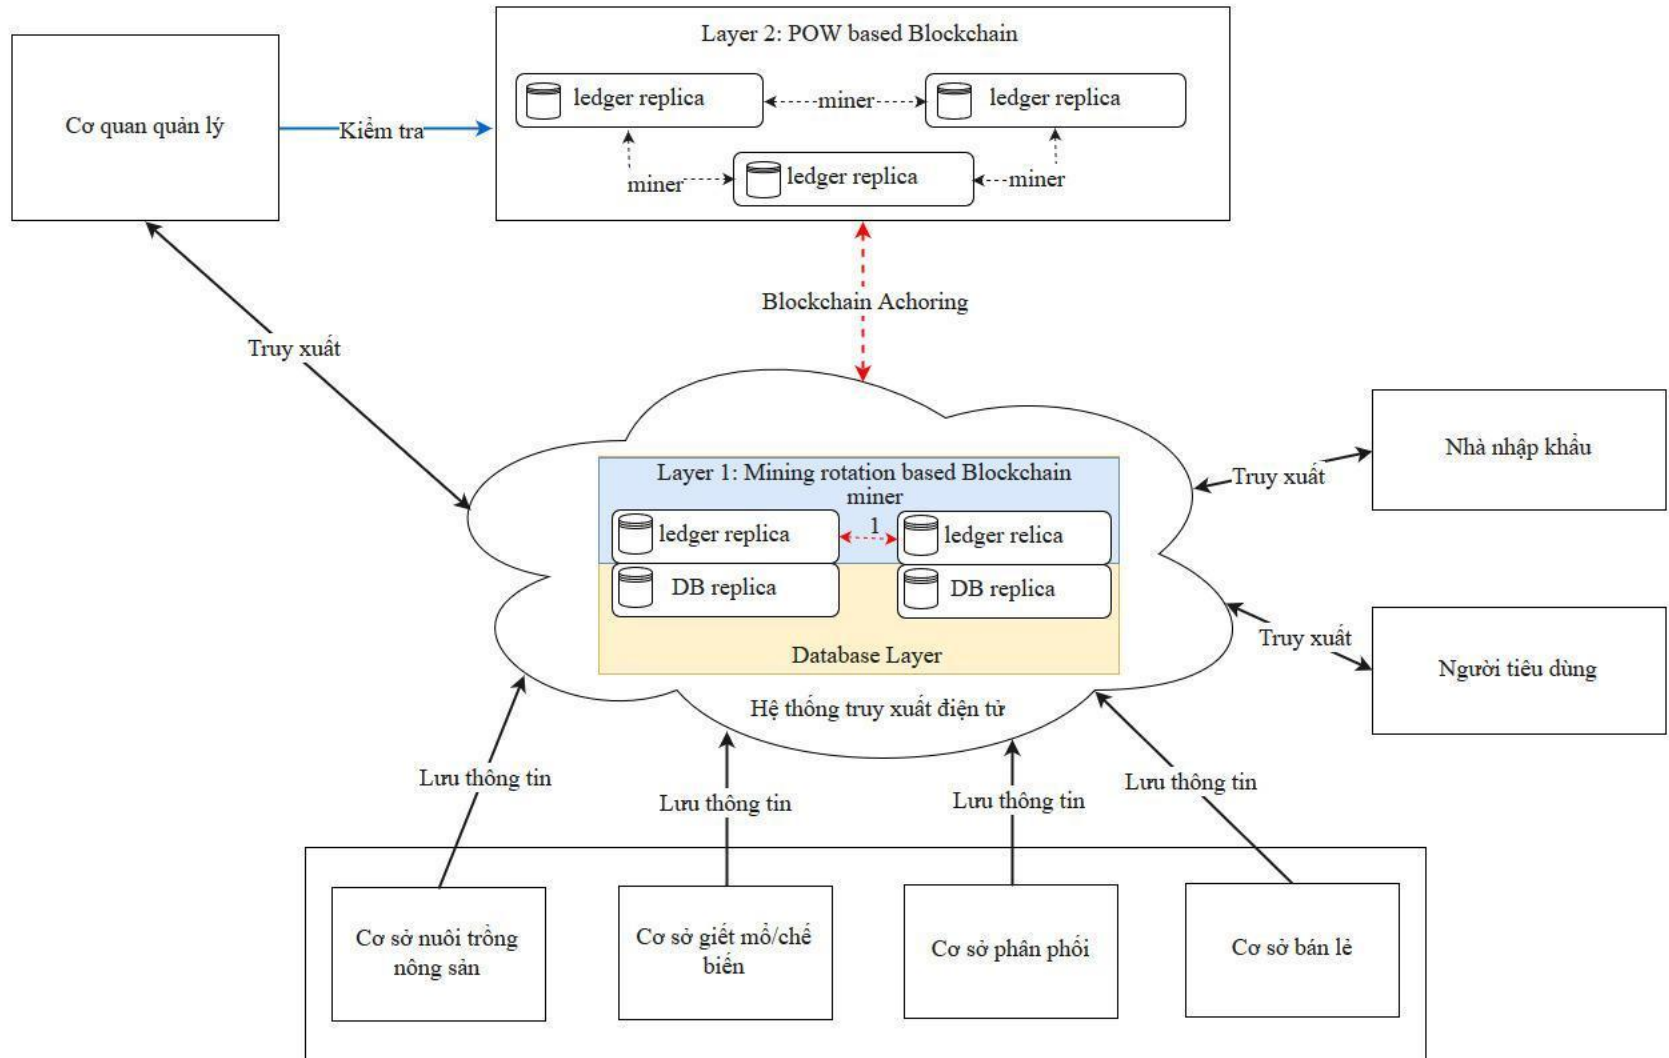 Layer 2: POW based Blockchain
ledger replica
miner
ledger replica
Cơ quan quản lý
Kiểm tra
miner
ledger replica
miner
Blockchain Achoring
Truy xuất
Nhà nhập khẩu
Truy xuất
Layer 1: Mining rotation based Blockchain
miner
1
ledger replica
ledger relica
DB replica
DB replica
Database Layer
Truy xuất
Người tiêu dùng
Hệ thống truy xuất điện tử
Lưu thông tin
Lưu thông tin
Lưu thông tin
Lưu thông tin
Cơ sở nuôi trồng
nông sản
Cơ sở giết mổ/chế
biến
Cơ sở phân phối
Cơ sở bán lẻ